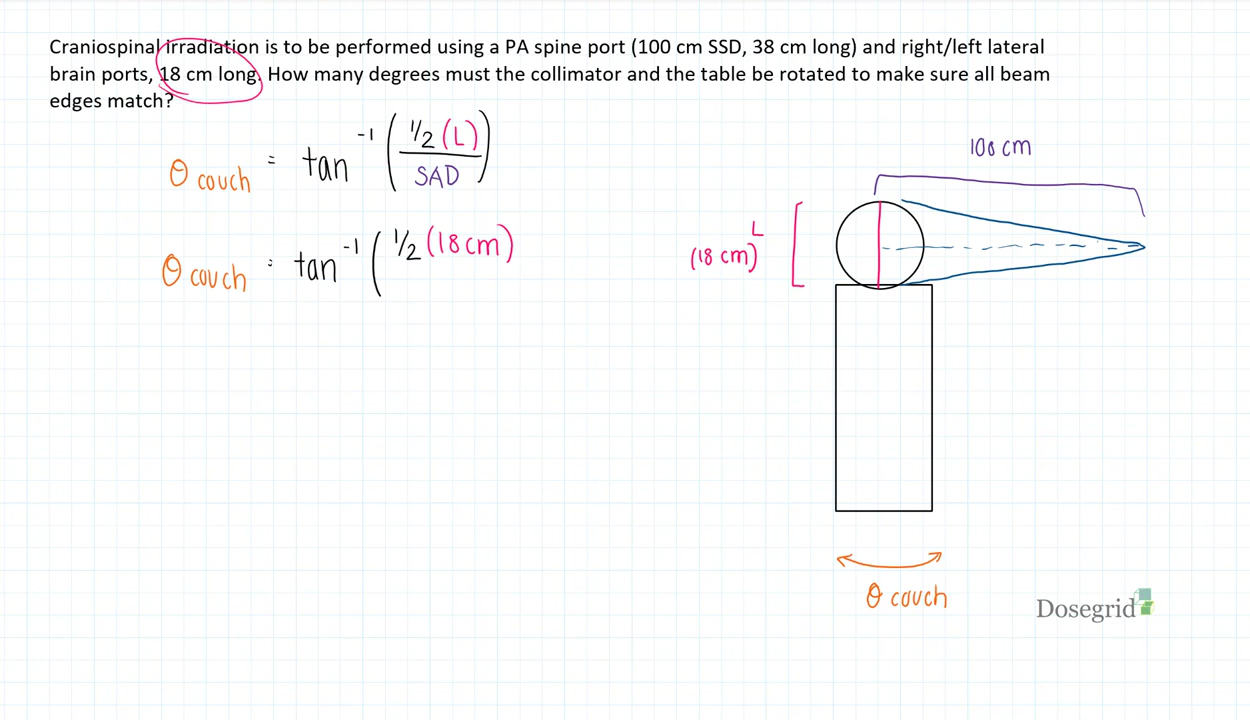 Craniospinal irradiation is to be performed using a PA spine port (100 cm SSD, 38 cm long) and right/left lateral
brain ports, 18 cm long. How many degrees must the collimator and the table be rotated to make sure all beam
edges match?
θ couch = tan⁻¹ (1/2 (L) / SAD)
θ couch = tan⁻¹ ( 1/2 (18 cm)
100 cm
L
(18 cm)
θ couch
Dosegrid